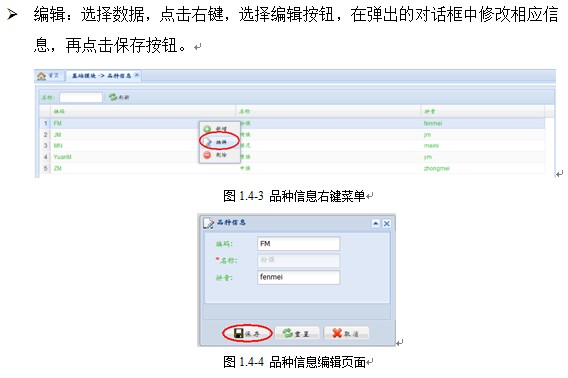 ➢ 编辑：选择数据，点击右键，选择编辑按钮，在弹出的对话框中修改相应信
息，再点击保存按钮。
首页 基础模块 -> 品种信息
名称： 刷新
编码 名称 拼音
1 FM 粉煤 fenmei
新增
2 JM 精煤 jm
编辑
3 MN meini
4 YuanM 原煤 ym
删除
5 ZM 中煤 zhongmei
图 1.4-3 品种信息右键菜单
品种信息
编码： FM
*名称： 粉煤
拼音： fenmei
保存 重置 取消
图 1.4-4 品种信息编辑页面